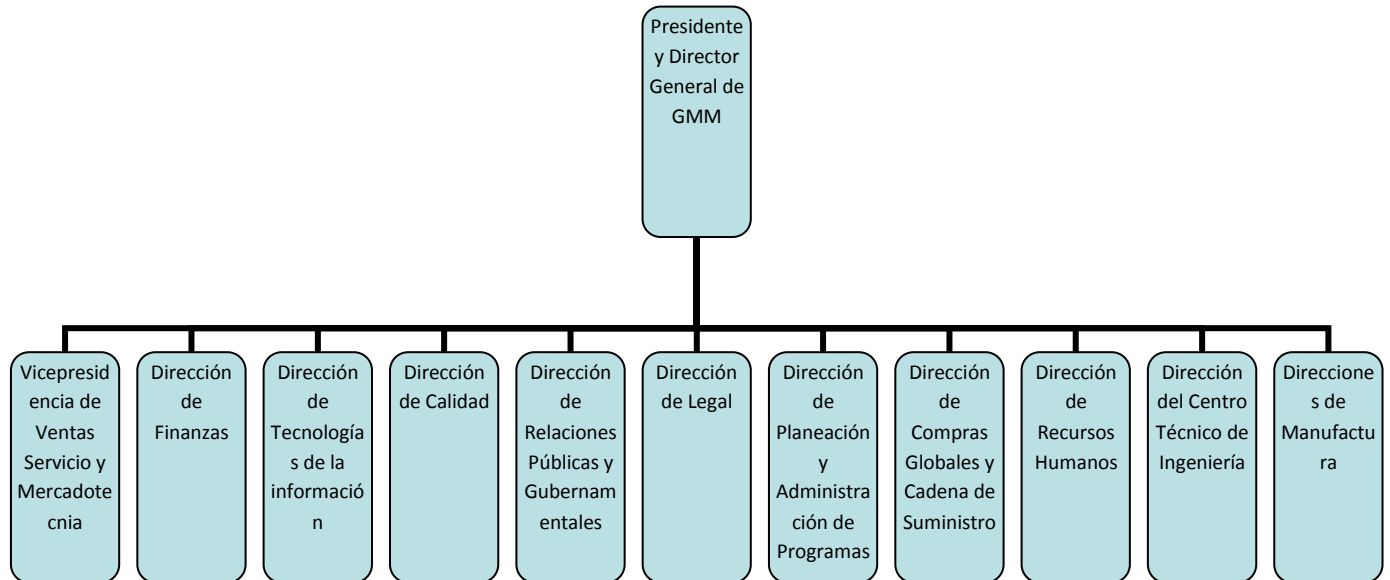 Presidente
y Director
General de
GMM
Vicepresid
encia de
Ventas
Servicio y
Mercadote
cnia
Dirección
de
Finanzas
Dirección
de
Tecnología
s de la
informació
n
Dirección
de Calidad
Dirección
de
Relaciones
Públicas y
Gubernam
entales
Dirección
de Legal
Dirección
de
Planeación
y
Administra
ción de
Programas
Dirección
de
Compras
Globales y
Cadena de
Suministro
Dirección
de
Recursos
Humanos
Dirección
del Centro
Técnico de
Ingeniería
Direccione
s de
Manufactu
ra